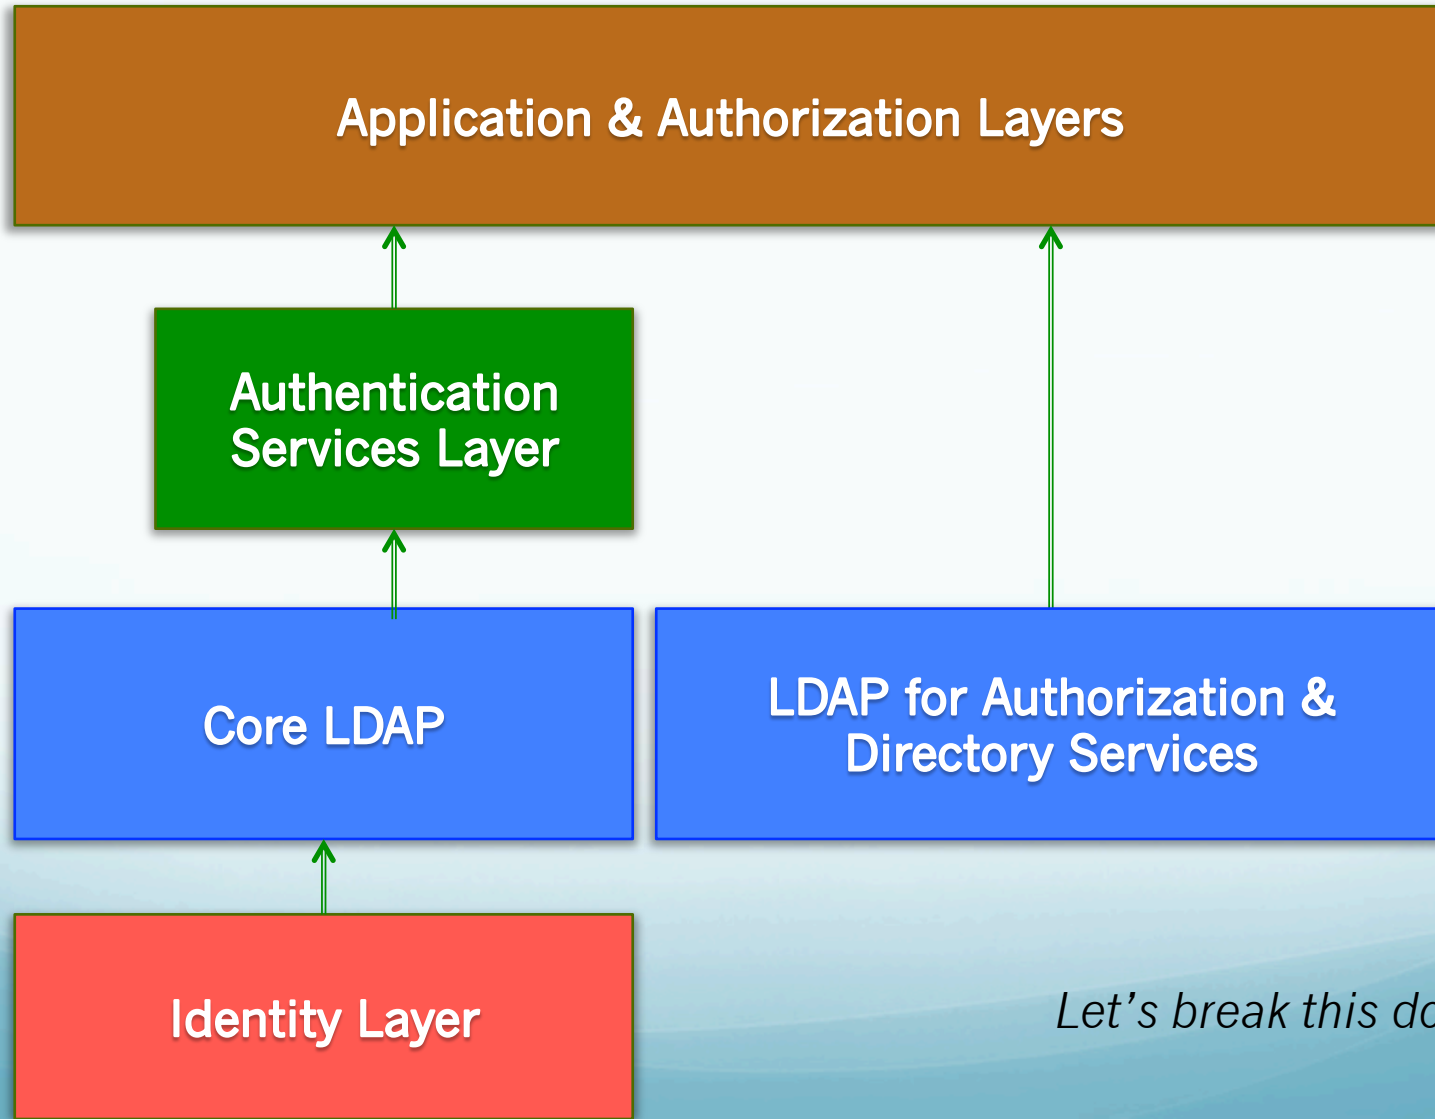 Application & Authorization Layers
Authentication
Services Layer
Core LDAP
LDAP for Authorization &
Directory Services
Identity Layer
Let’s break this